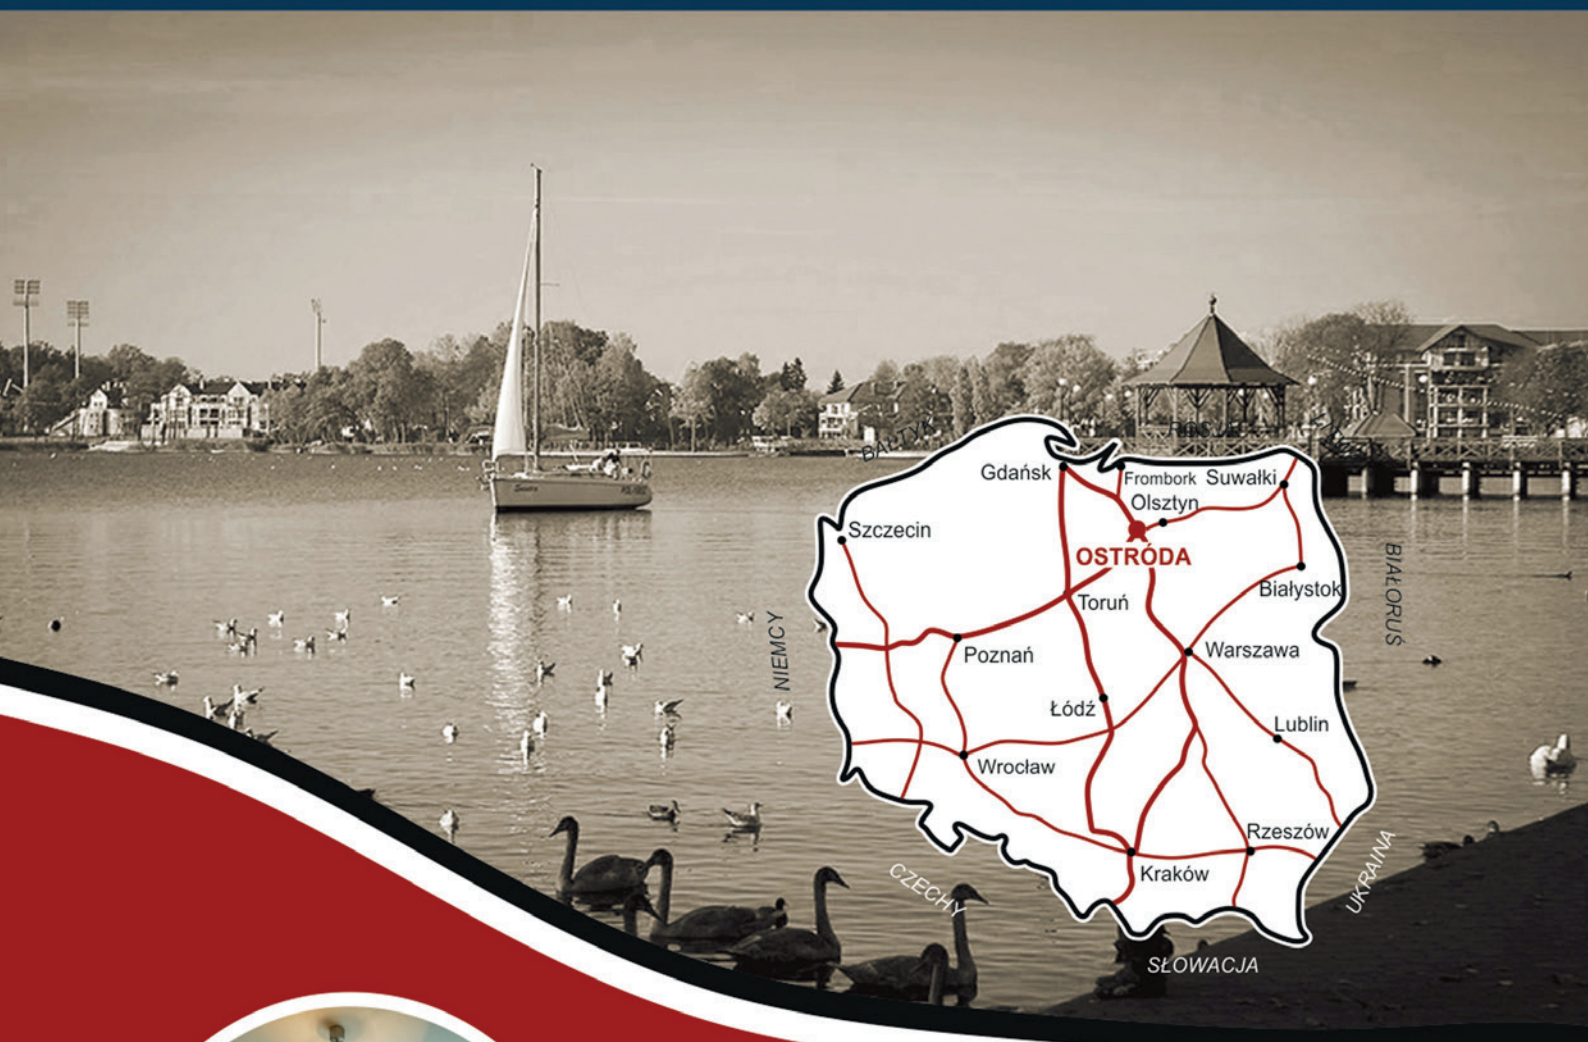 BAŁTYK
ROSJA
Gdańsk
Frombork
Suwałki
Olsztyn
Szczecin
OSTRÓDA
BIAŁORUŚ
Białystok
Toruń
NIEMCY
Poznań
Warszawa
Łódź
Lublin
Wrocław
Rzeszów
Kraków
CZECHY
UKRAINA
SŁOWACJA